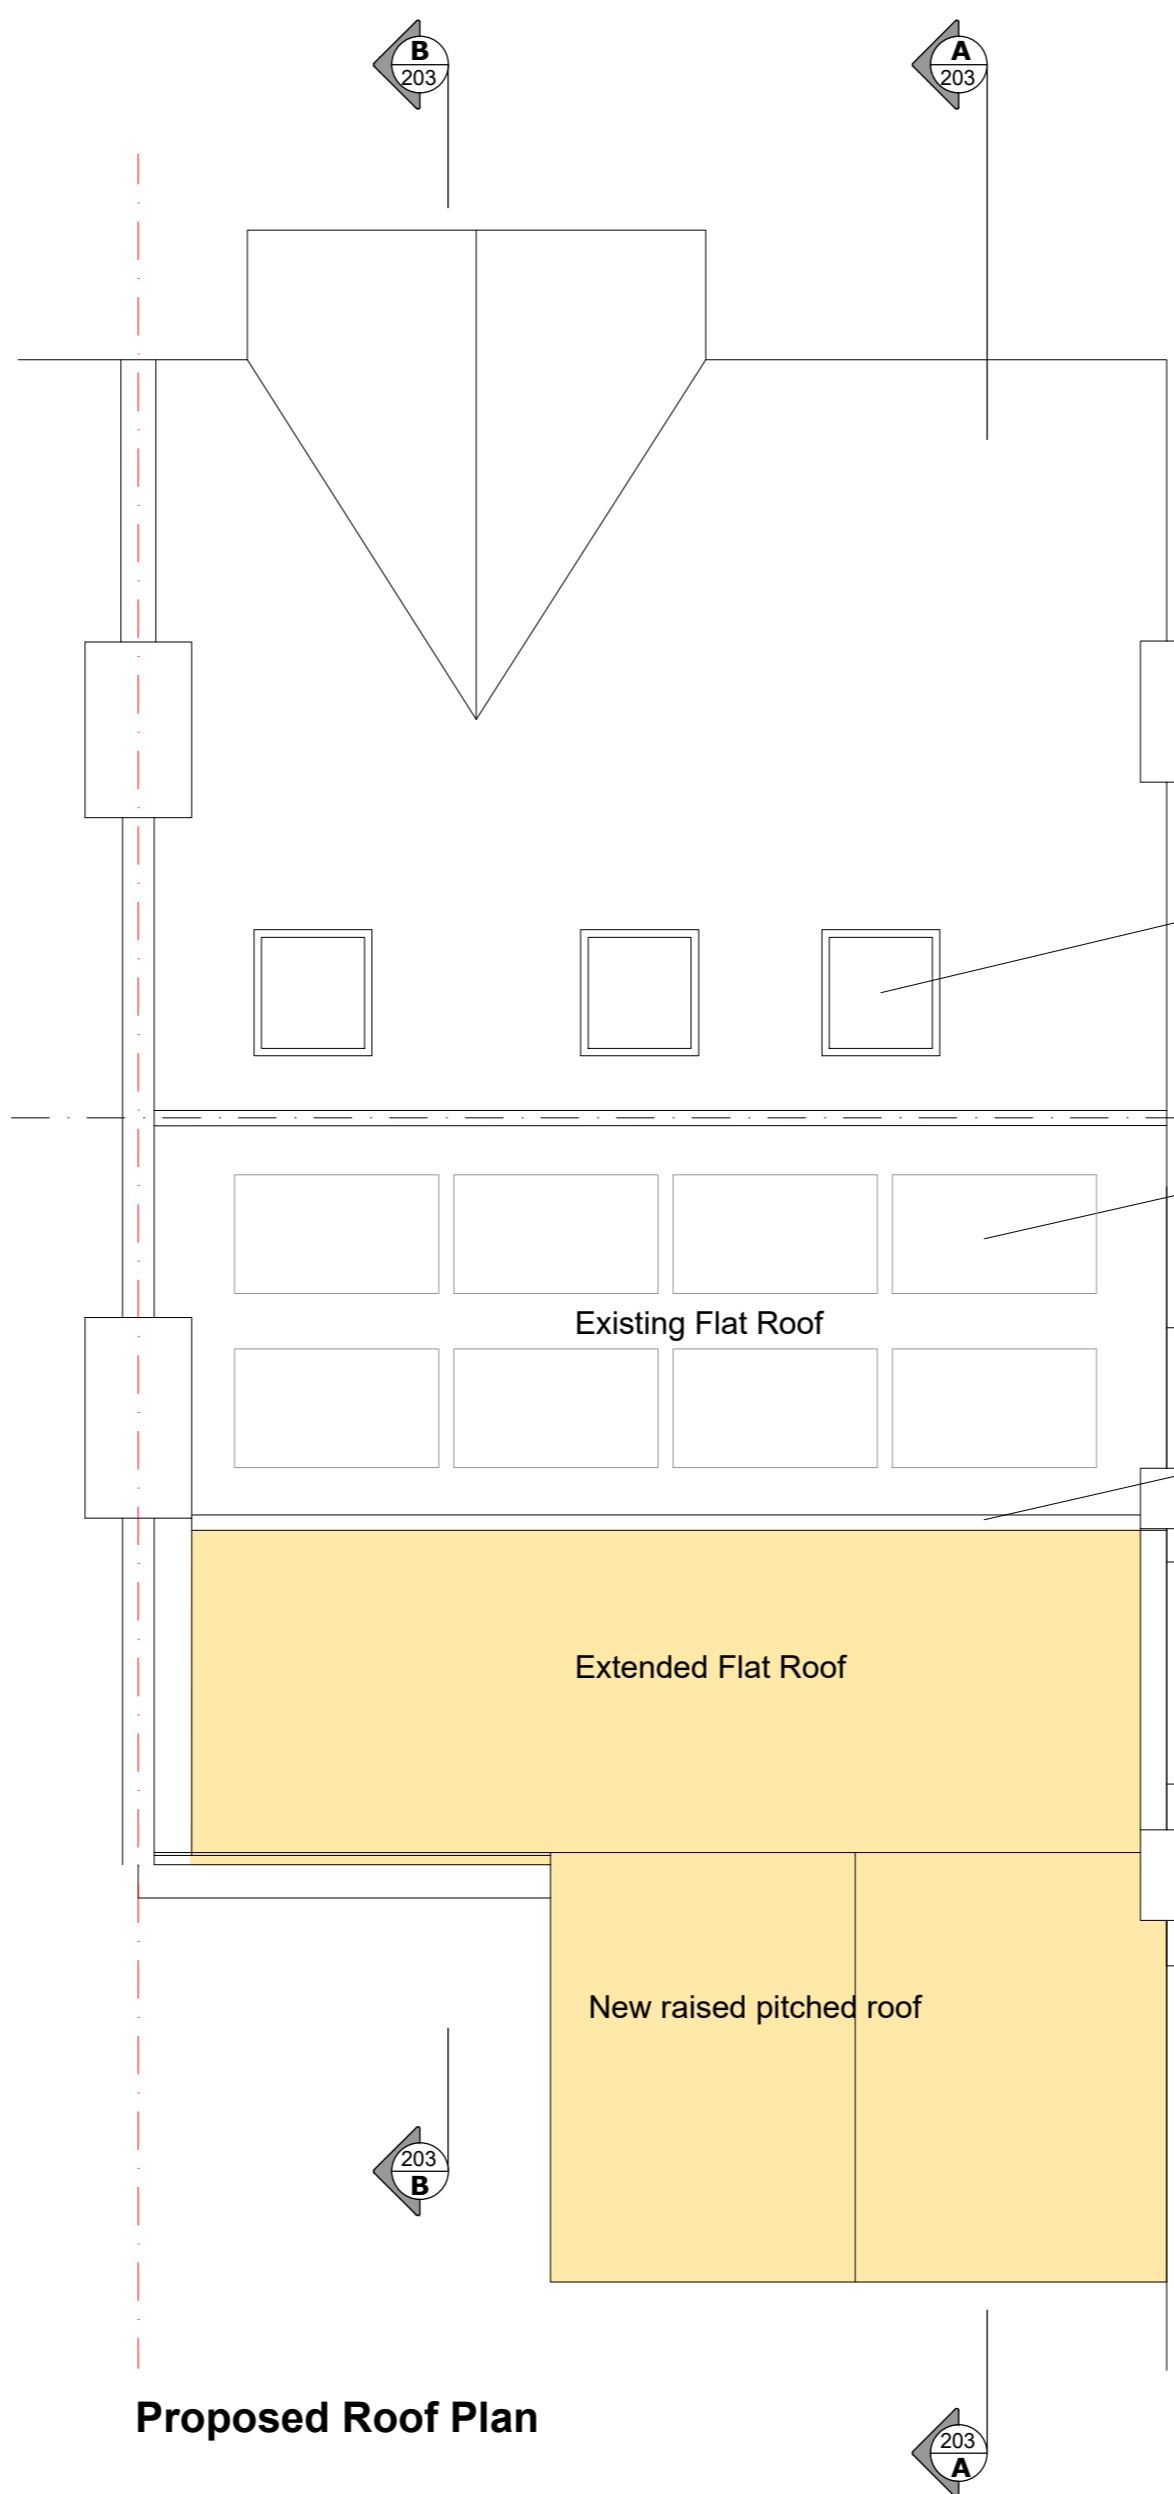 B
203
A
203
Existing Flat Roof
Extended Flat Roof
New raised pitched roof
203
B
Proposed Roof Plan
203
A